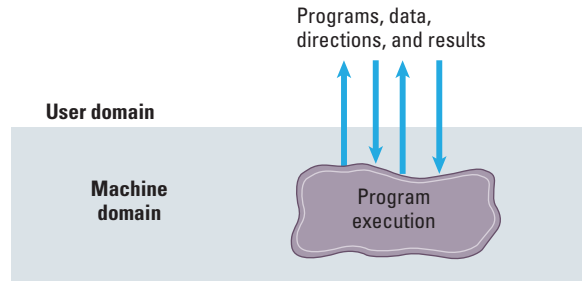 Programs, data,
directions, and results
User domain
Machine
domain
Program
execution